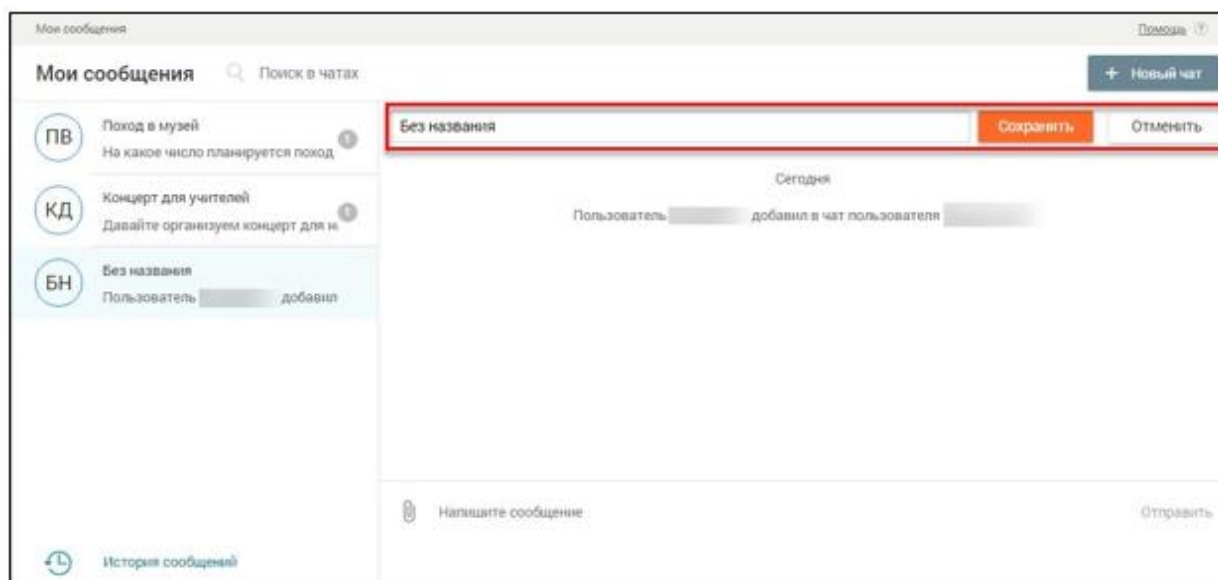 Мои сообщения
Помощь ?
Мои сообщения
Поиск в чатах
+ Новый чат
ПВ
Поход в музей
На какое число планируется поход
1
Без названия
Сохранить
Отменить
КД
Концерт для учителей
Давайте организуем концерт для н
1
Сегодня
Пользователь добавил в чат пользователя
БН
Без названия
Пользователь добавил
Напишите сообщение
Отправить
История сообщений